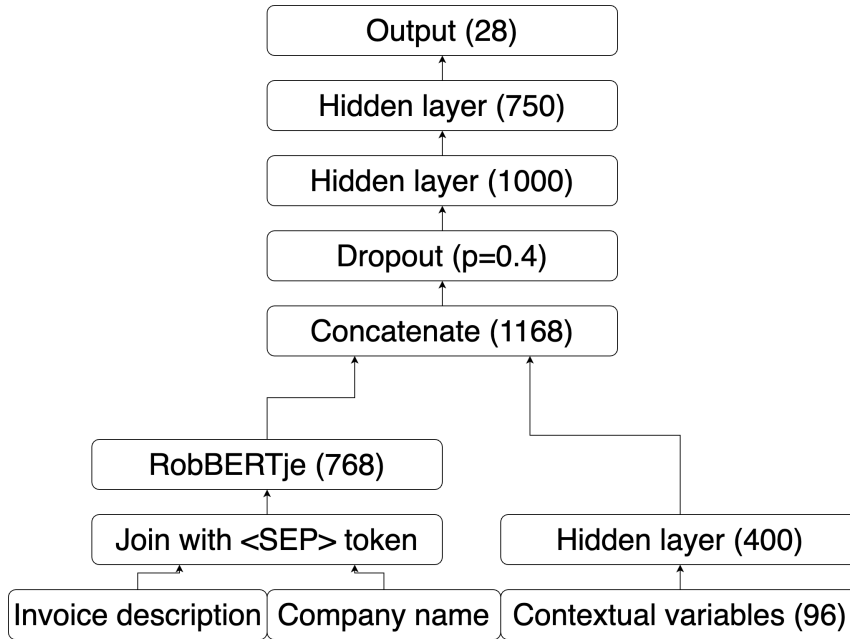 Output (28)
Hidden layer (750)
Hidden layer (1000)
Dropout (p=0.4)
Concatenate (1168)
RobBERTje (768)
Join with <SEP> token
Hidden layer (400)
Invoice description
Company name
Contextual variables (96)